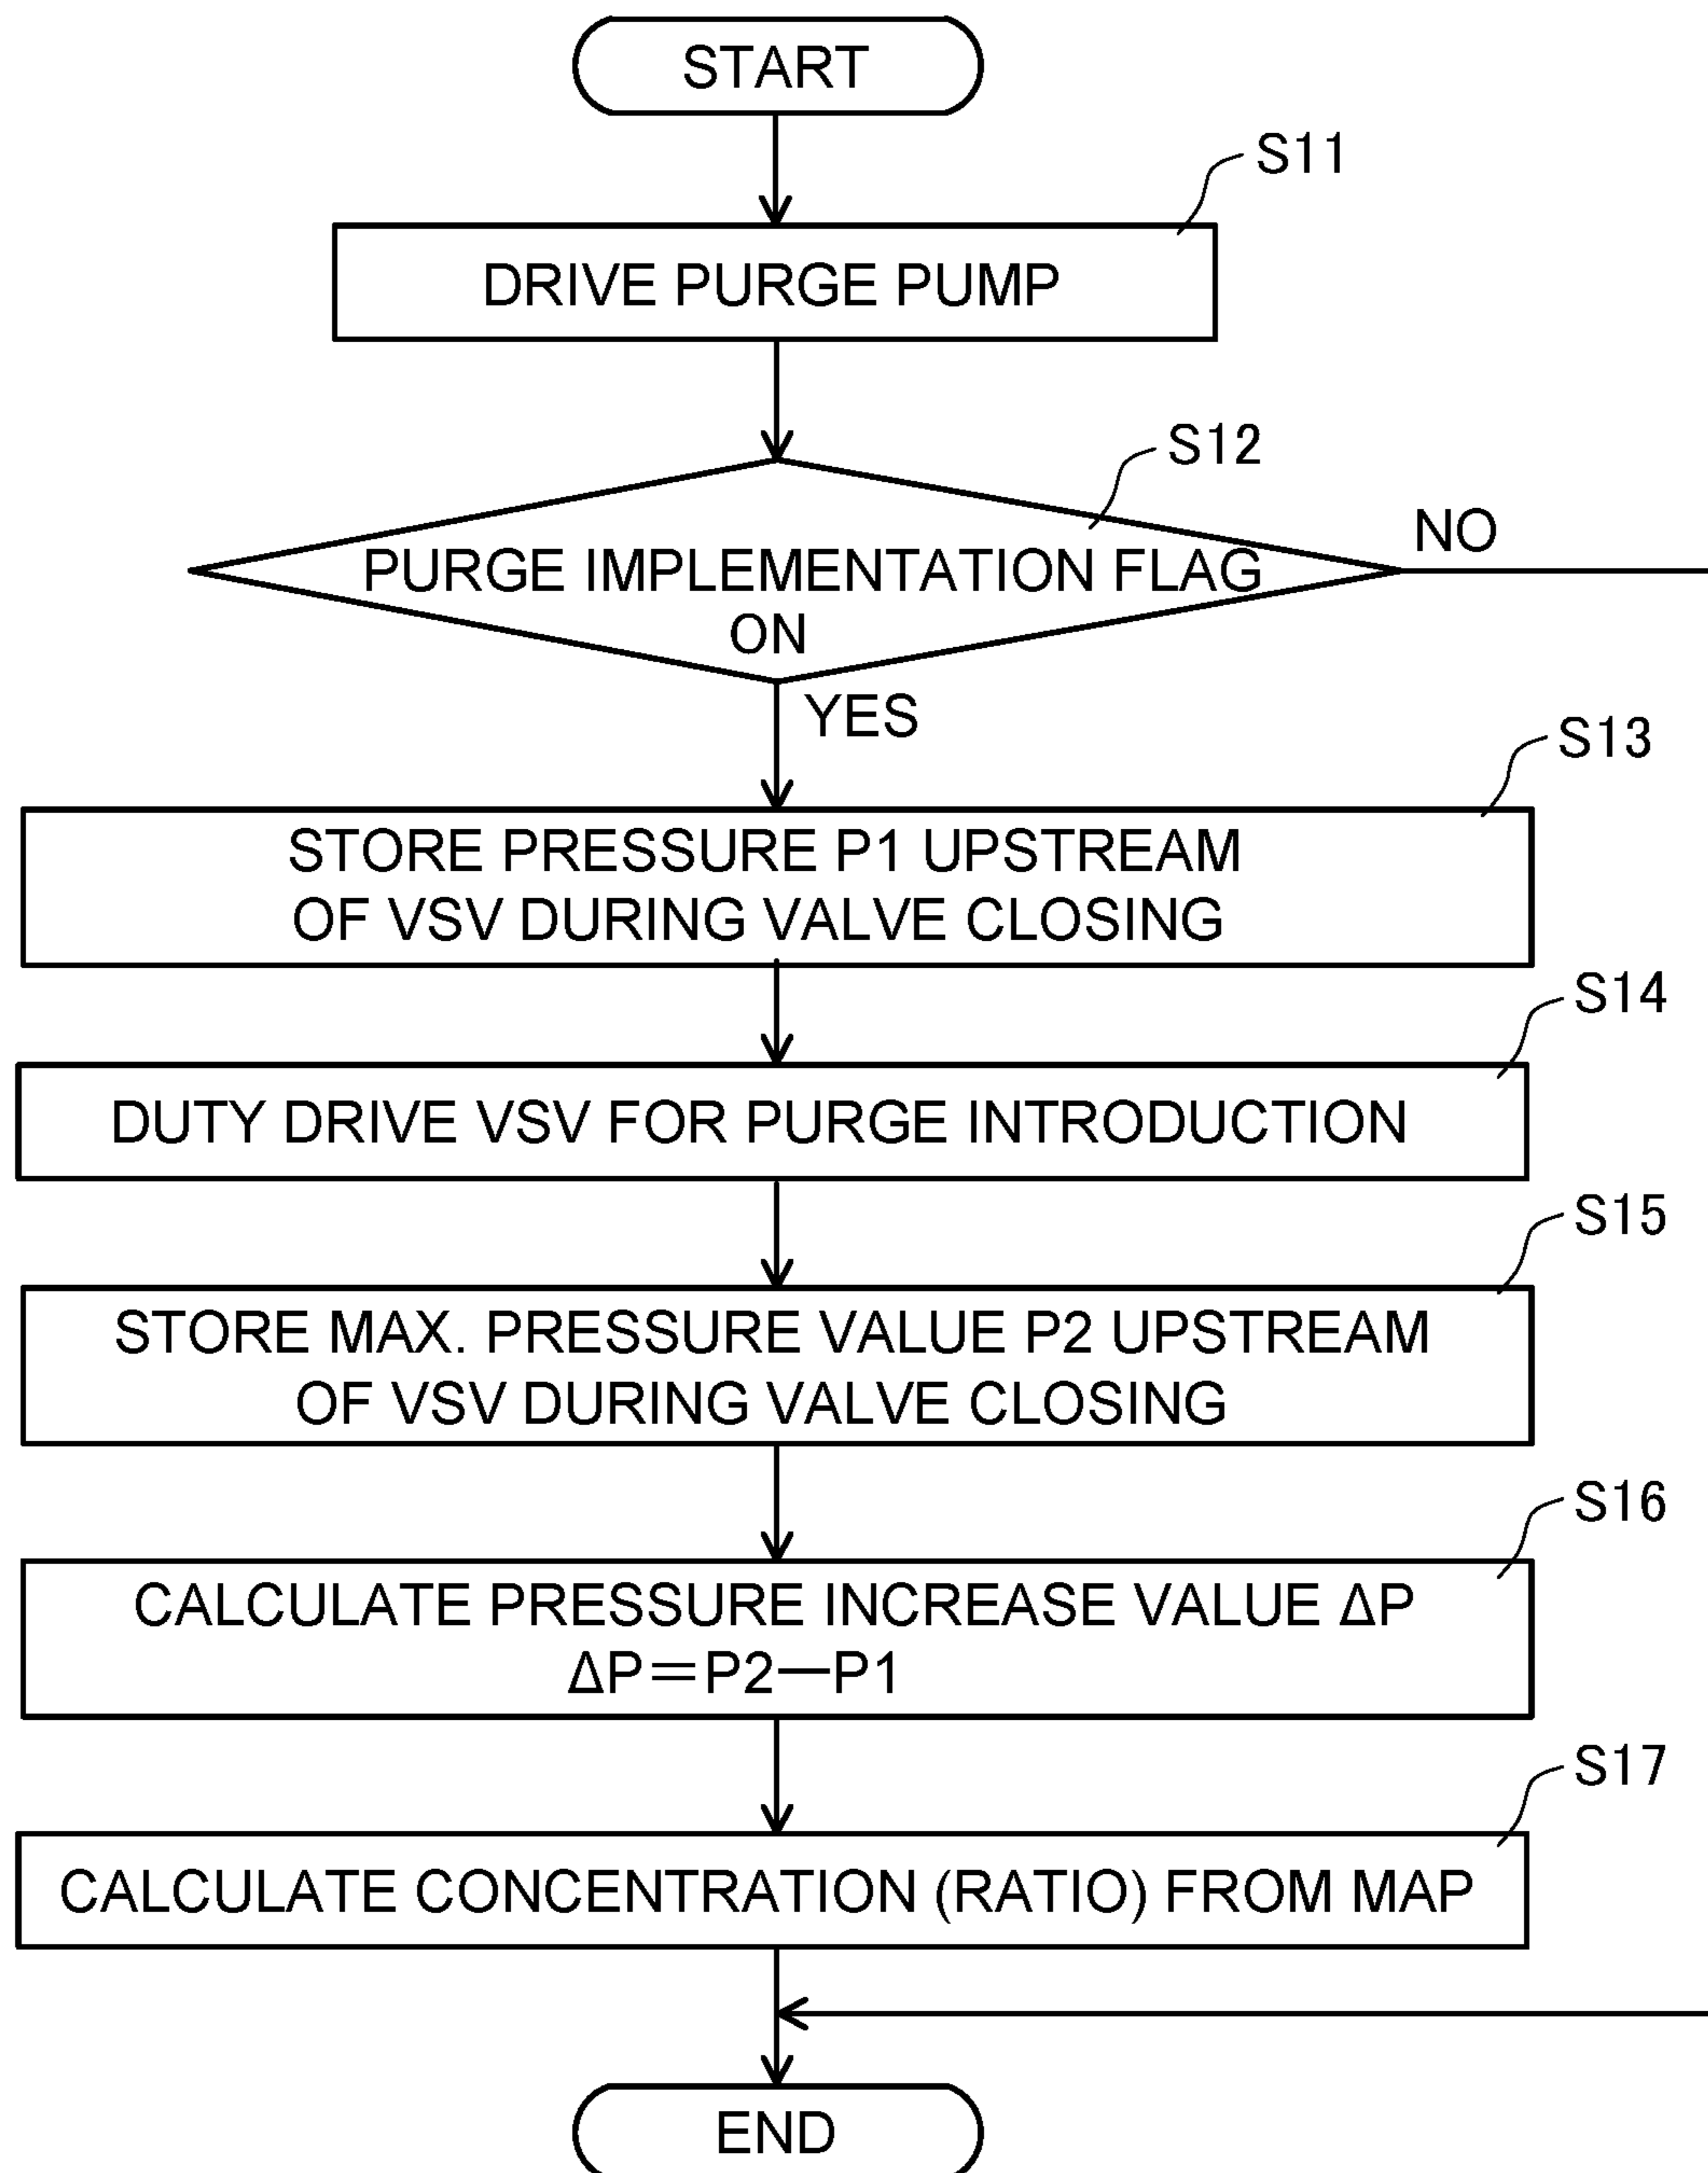 START
S11
DRIVE PURGE PUMP
S12
NO
PURGE IMPLEMENTATION FLAG
ON
YES
S13
STORE PRESSURE P1 UPSTREAM
OF VSV DURING VALVE CLOSING
S14
DUTY DRIVE VSV FOR PURGE INTRODUCTION
S15
STORE MAX. PRESSURE VALUE P2 UPSTREAM
OF VSV DURING VALVE CLOSING
S16
CALCULATE PRESSURE INCREASE VALUE ΔP
ΔP=P2—P1
S17
CALCULATE CONCENTRATION (RATIO) FROM MAP
END